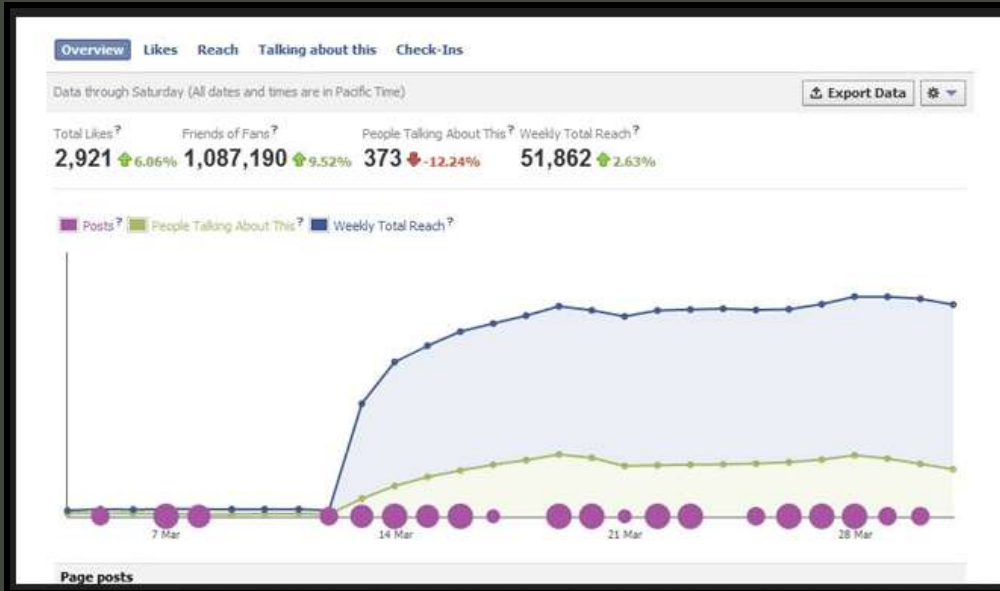 Overview Likes Reach Talking about this Check-Ins
Data through Saturday (All dates and times are in Pacific Time)
Export Data
Total Likes? Friends of Fans? People Talking About This? Weekly Total Reach?
2,921 6.06% 1,087,190 9.52% 373 -12.24% 51,862 2.63%
Posts? People Talking About This? Weekly Total Reach?
7 Mar 14 Mar 21 Mar 28 Mar
Page posts